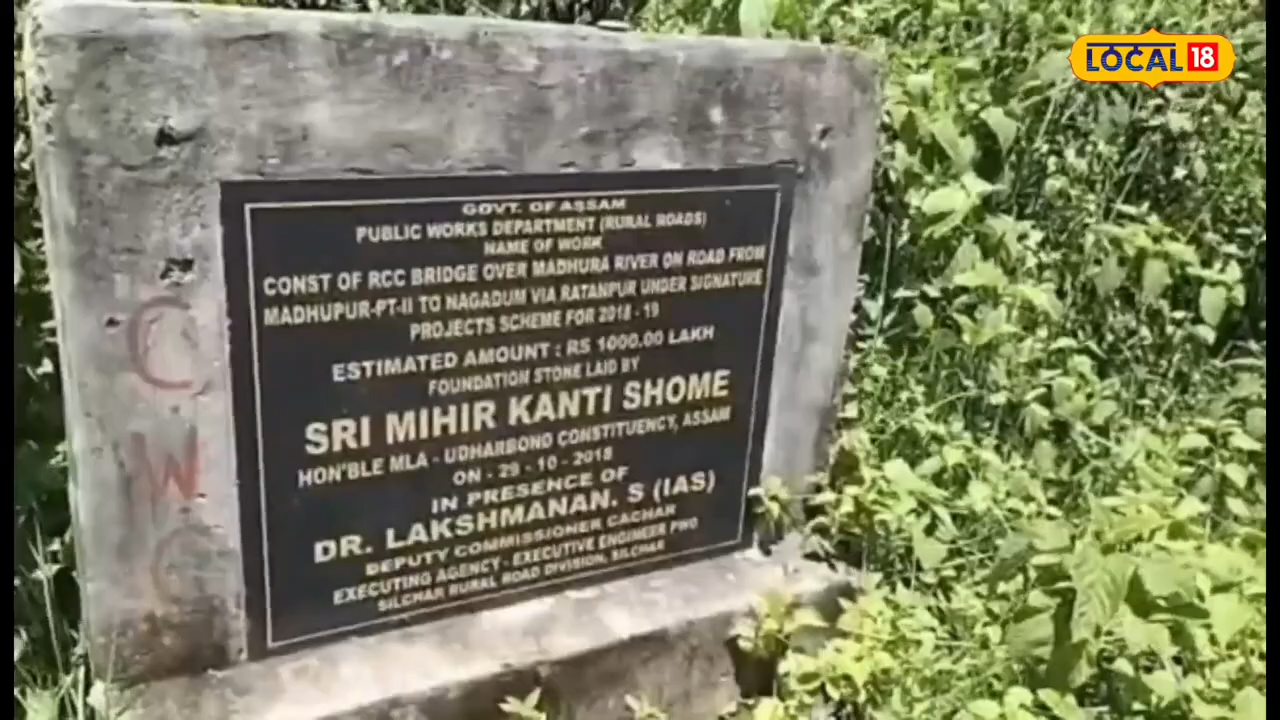 LOCAL 18
GOVT. OF ASSAM
PUBLIC WORKS DEPARTMENT (RURAL ROADS)
NAME OF WORK
CONST OF RCC BRIDGE OVER MADHURA RIVER ON ROAD FROM
MADHUPUR-PT-II TO NAGADUM VIA RATANPUR UNDER SIGNATURE
PROJECTS SCHEME FOR 2018 - 19
ESTIMATED AMOUNT : RS 1000.00 LAKH
FOUNDATION STONE LAID BY
SRI MIHIR KANTI SHOME
HON'BLE MLA - UDHARBOND CONSTITUENCY, ASSAM
ON - 29 - 10 - 2018
IN PRESENCE OF
DR. LAKSHMANAN. S (IAS)
DEPUTY COMMISSIONER CACHAR
EXECUTING AGENCY - EXECUTIVE ENGINEER PWD
SILCHAR RURAL ROAD DIVISION, SILCHAR
C
W
C